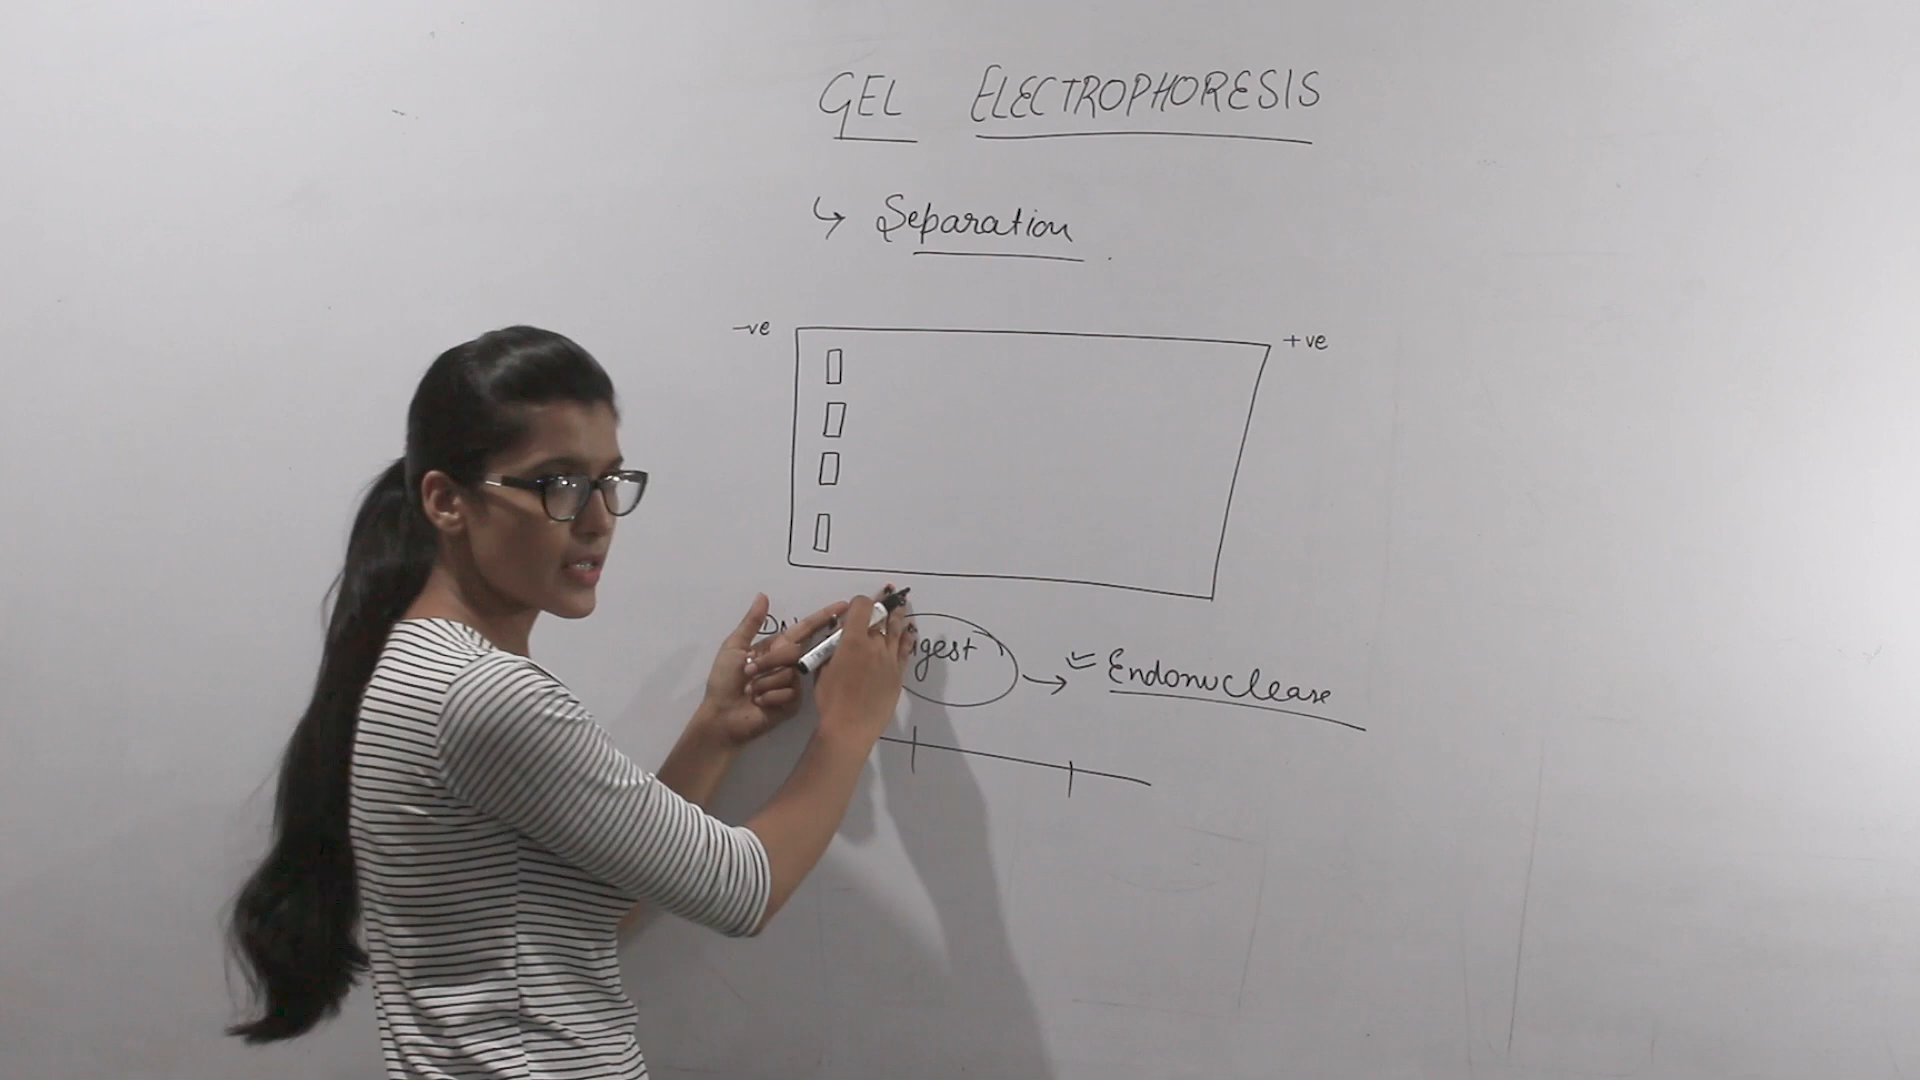 GEL ELECTROPHORESIS
↳ Separation
-ve +ve
→ Endonuclease